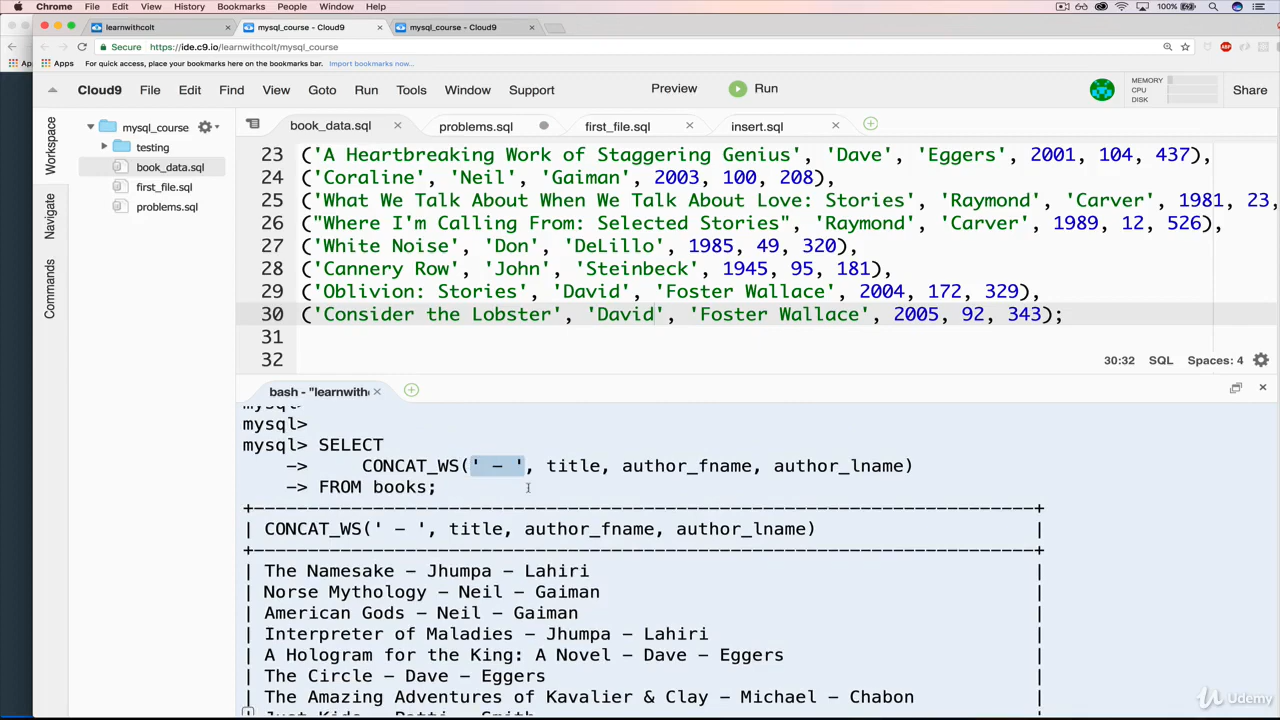 Chrome File Edit View History Bookmarks People Window Help 100%
learnwithcolt × mysql_course - Cloud9 × mysql_course - Cloud9 ×
Secure https://ide.c9.io/learnwithcolt/mysql_course
Apps For quick access, place your bookmarks here on the bookmarks bar. Import bookmarks now...
Cloud9 File Edit Find View Goto Run Tools Window Support Preview Run MEMORY CPU DISK Share
Workspace
Navigate
Commands
mysql_course
testing
book_data.sql
first_file.sql
problems.sql
book_data.sql × problems.sql first_file.sql × insert.sql ×
23 ('A Heartbreaking Work of Staggering Genius', 'Dave', 'Eggers', 2001, 104, 437),
24 ('Coraline', 'Neil', 'Gaiman', 2003, 100, 208),
25 ('What We Talk About When We Talk About Love: Stories', 'Raymond', 'Carver', 1981, 23,
26 ("Where I'm Calling From: Selected Stories", 'Raymond', 'Carver', 1989, 12, 526),
27 ('White Noise', 'Don', 'DeLillo', 1985, 49, 320),
28 ('Cannery Row', 'John', 'Steinbeck', 1945, 95, 181),
29 ('Oblivion: Stories', 'David', 'Foster Wallace', 2004, 172, 329),
30 ('Consider the Lobster', 'David', 'Foster Wallace', 2005, 92, 343);
31
32
30:32 SQL Spaces: 4
bash - "learnwith ×
mysql>
mysql>
mysql> SELECT
-> CONCAT_WS(' - ', title, author_fname, author_lname)
-> FROM books;
+-------------------------------------------------------------------------+
| CONCAT_WS(' - ', title, author_fname, author_lname) |
+-------------------------------------------------------------------------+
| The Namesake - Jhumpa - Lahiri |
| Norse Mythology - Neil - Gaiman |
| American Gods - Neil - Gaiman |
| Interpreter of Maladies - Jhumpa - Lahiri |
| A Hologram for the King: A Novel - Dave - Eggers |
| The Circle - Dave - Eggers |
| The Amazing Adventures of Kavalier & Clay - Michael - Chabon |
| Just Kids - Patti - Smith
Udemy